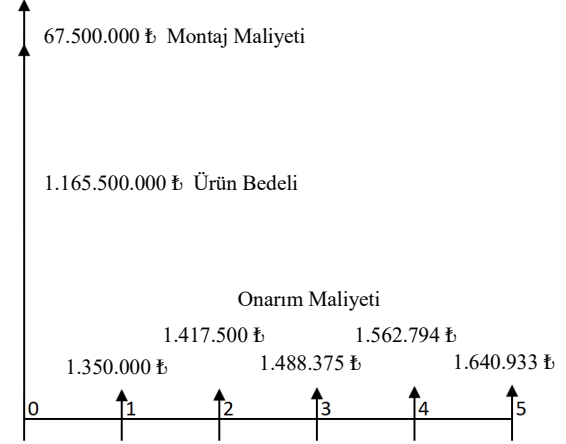 67.500.000 ₺ Montaj Maliyeti
1.165.500.000 ₺ Ürün Bedeli
Onarım Maliyeti
1.417.500 ₺ 1.562.794 ₺
1.350.000 ₺ 1.488.375 ₺ 1.640.933 ₺
0 1 2 3 4 5